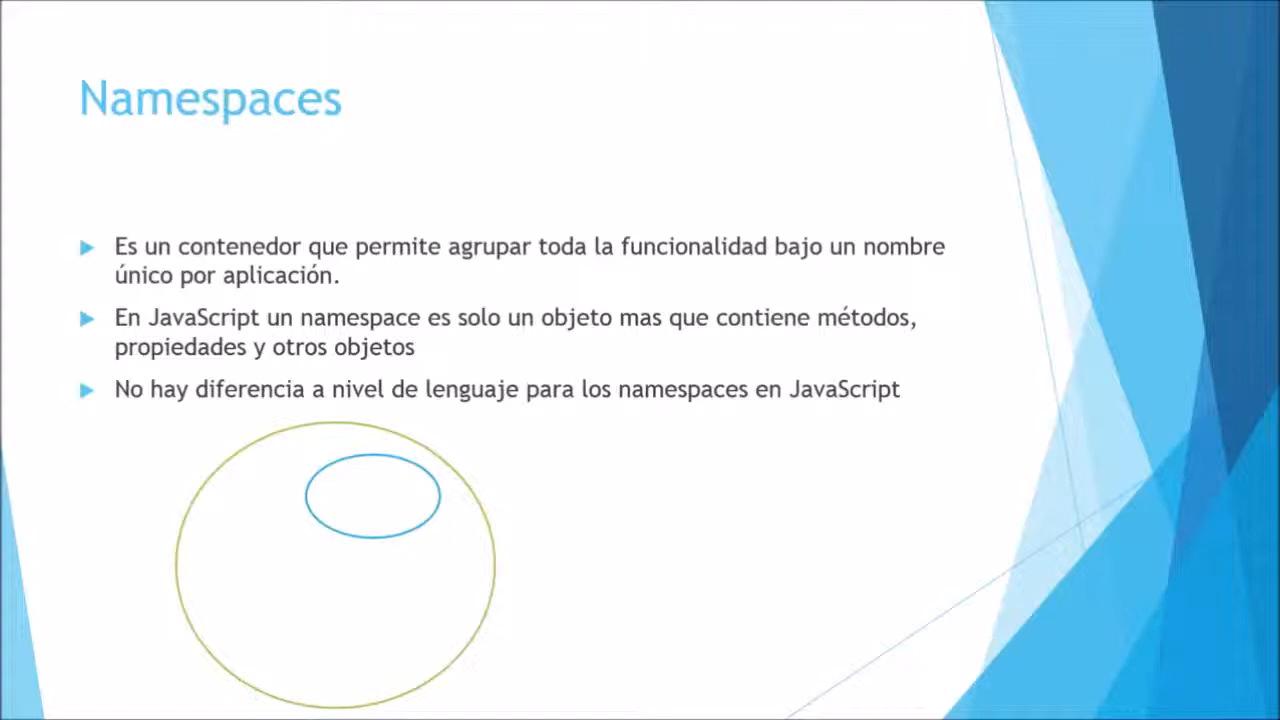 Namespaces
Es un contenedor que permite agrupar toda la funcionalidad bajo un nombre
único por aplicación.
En JavaScript un namespace es solo un objeto mas que contiene métodos,
propiedades y otros objetos
No hay diferencia a nivel de lenguaje para los namespaces en JavaScript